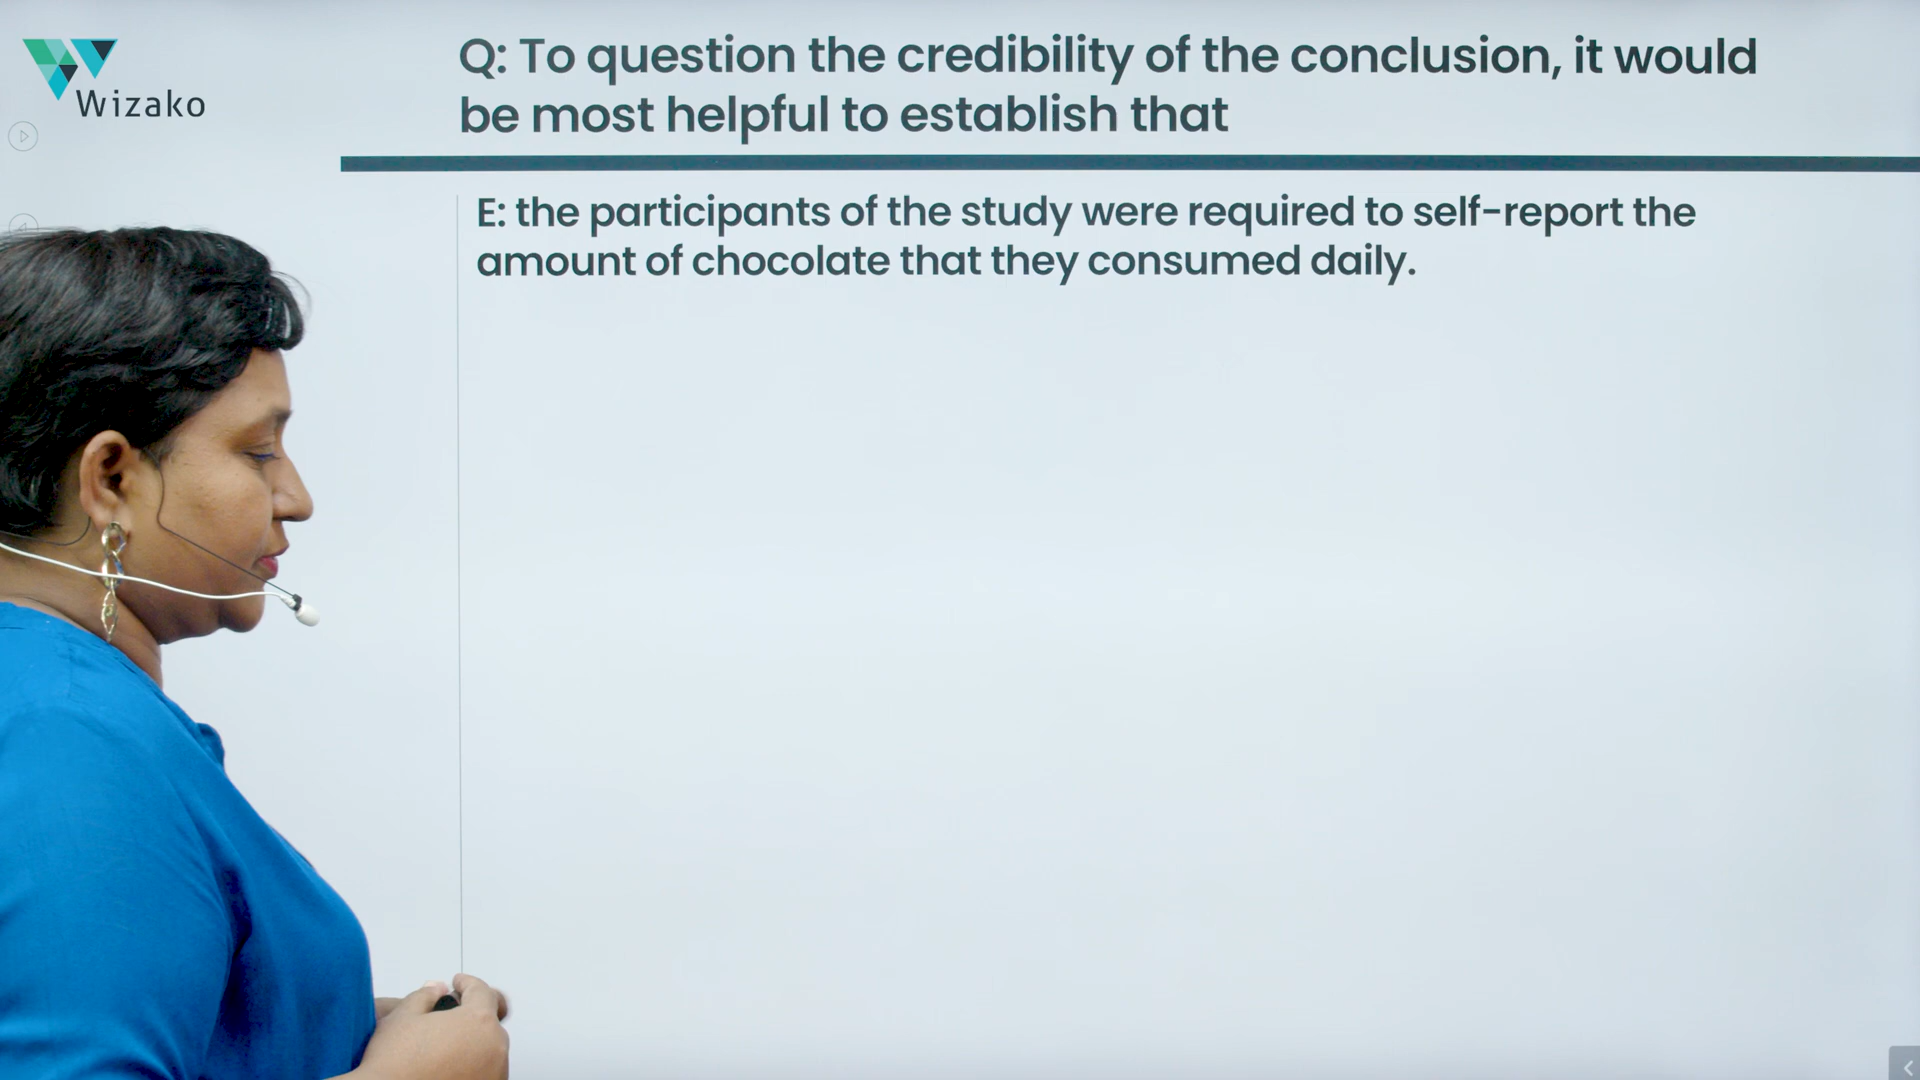 Wizako
Q: To question the credibility of the conclusion, it would
be most helpful to establish that
E: the participants of the study were required to self-report the
amount of chocolate that they consumed daily.